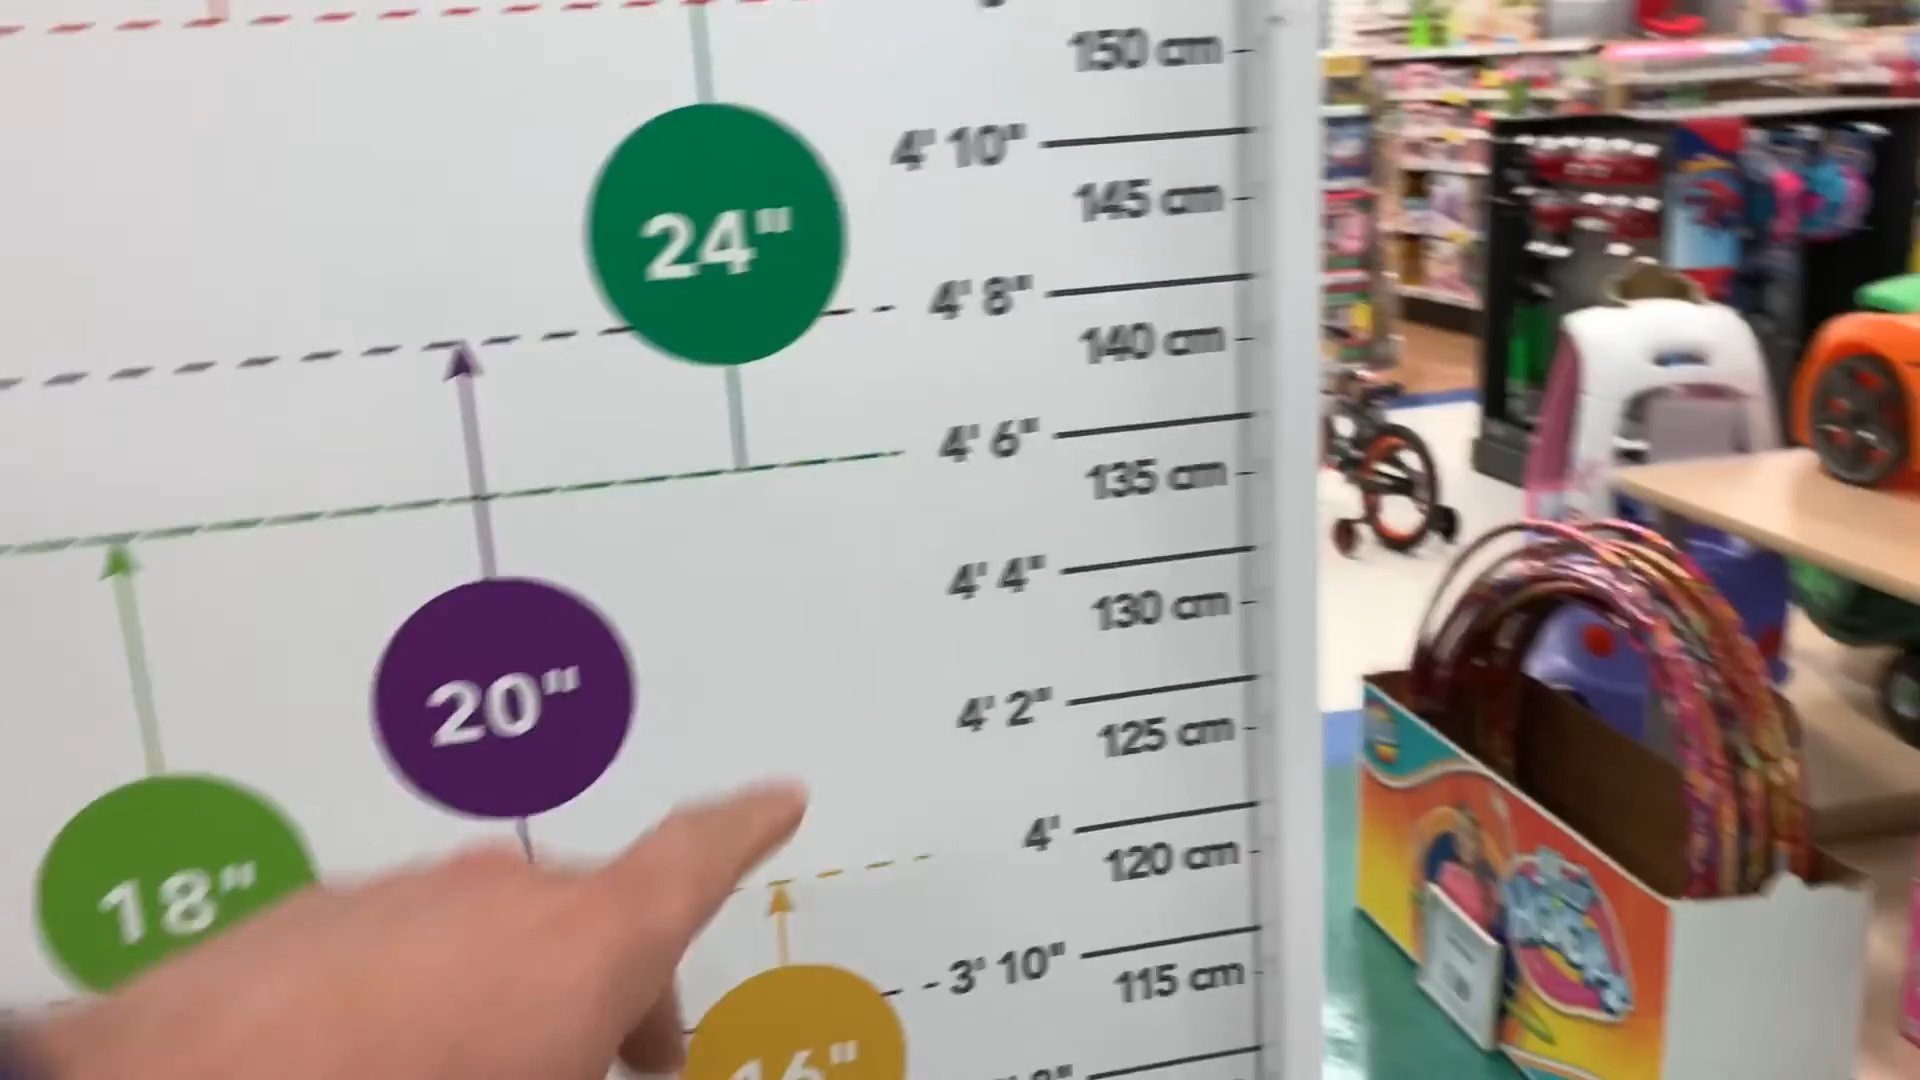 150 cm
4' 10"
145 cm
24"
4' 8"
140 cm
4' 6"
135 cm
4' 4"
130 cm
20"
4' 2"
125 cm
4'
120 cm
18"
3' 10"
115 cm
16"